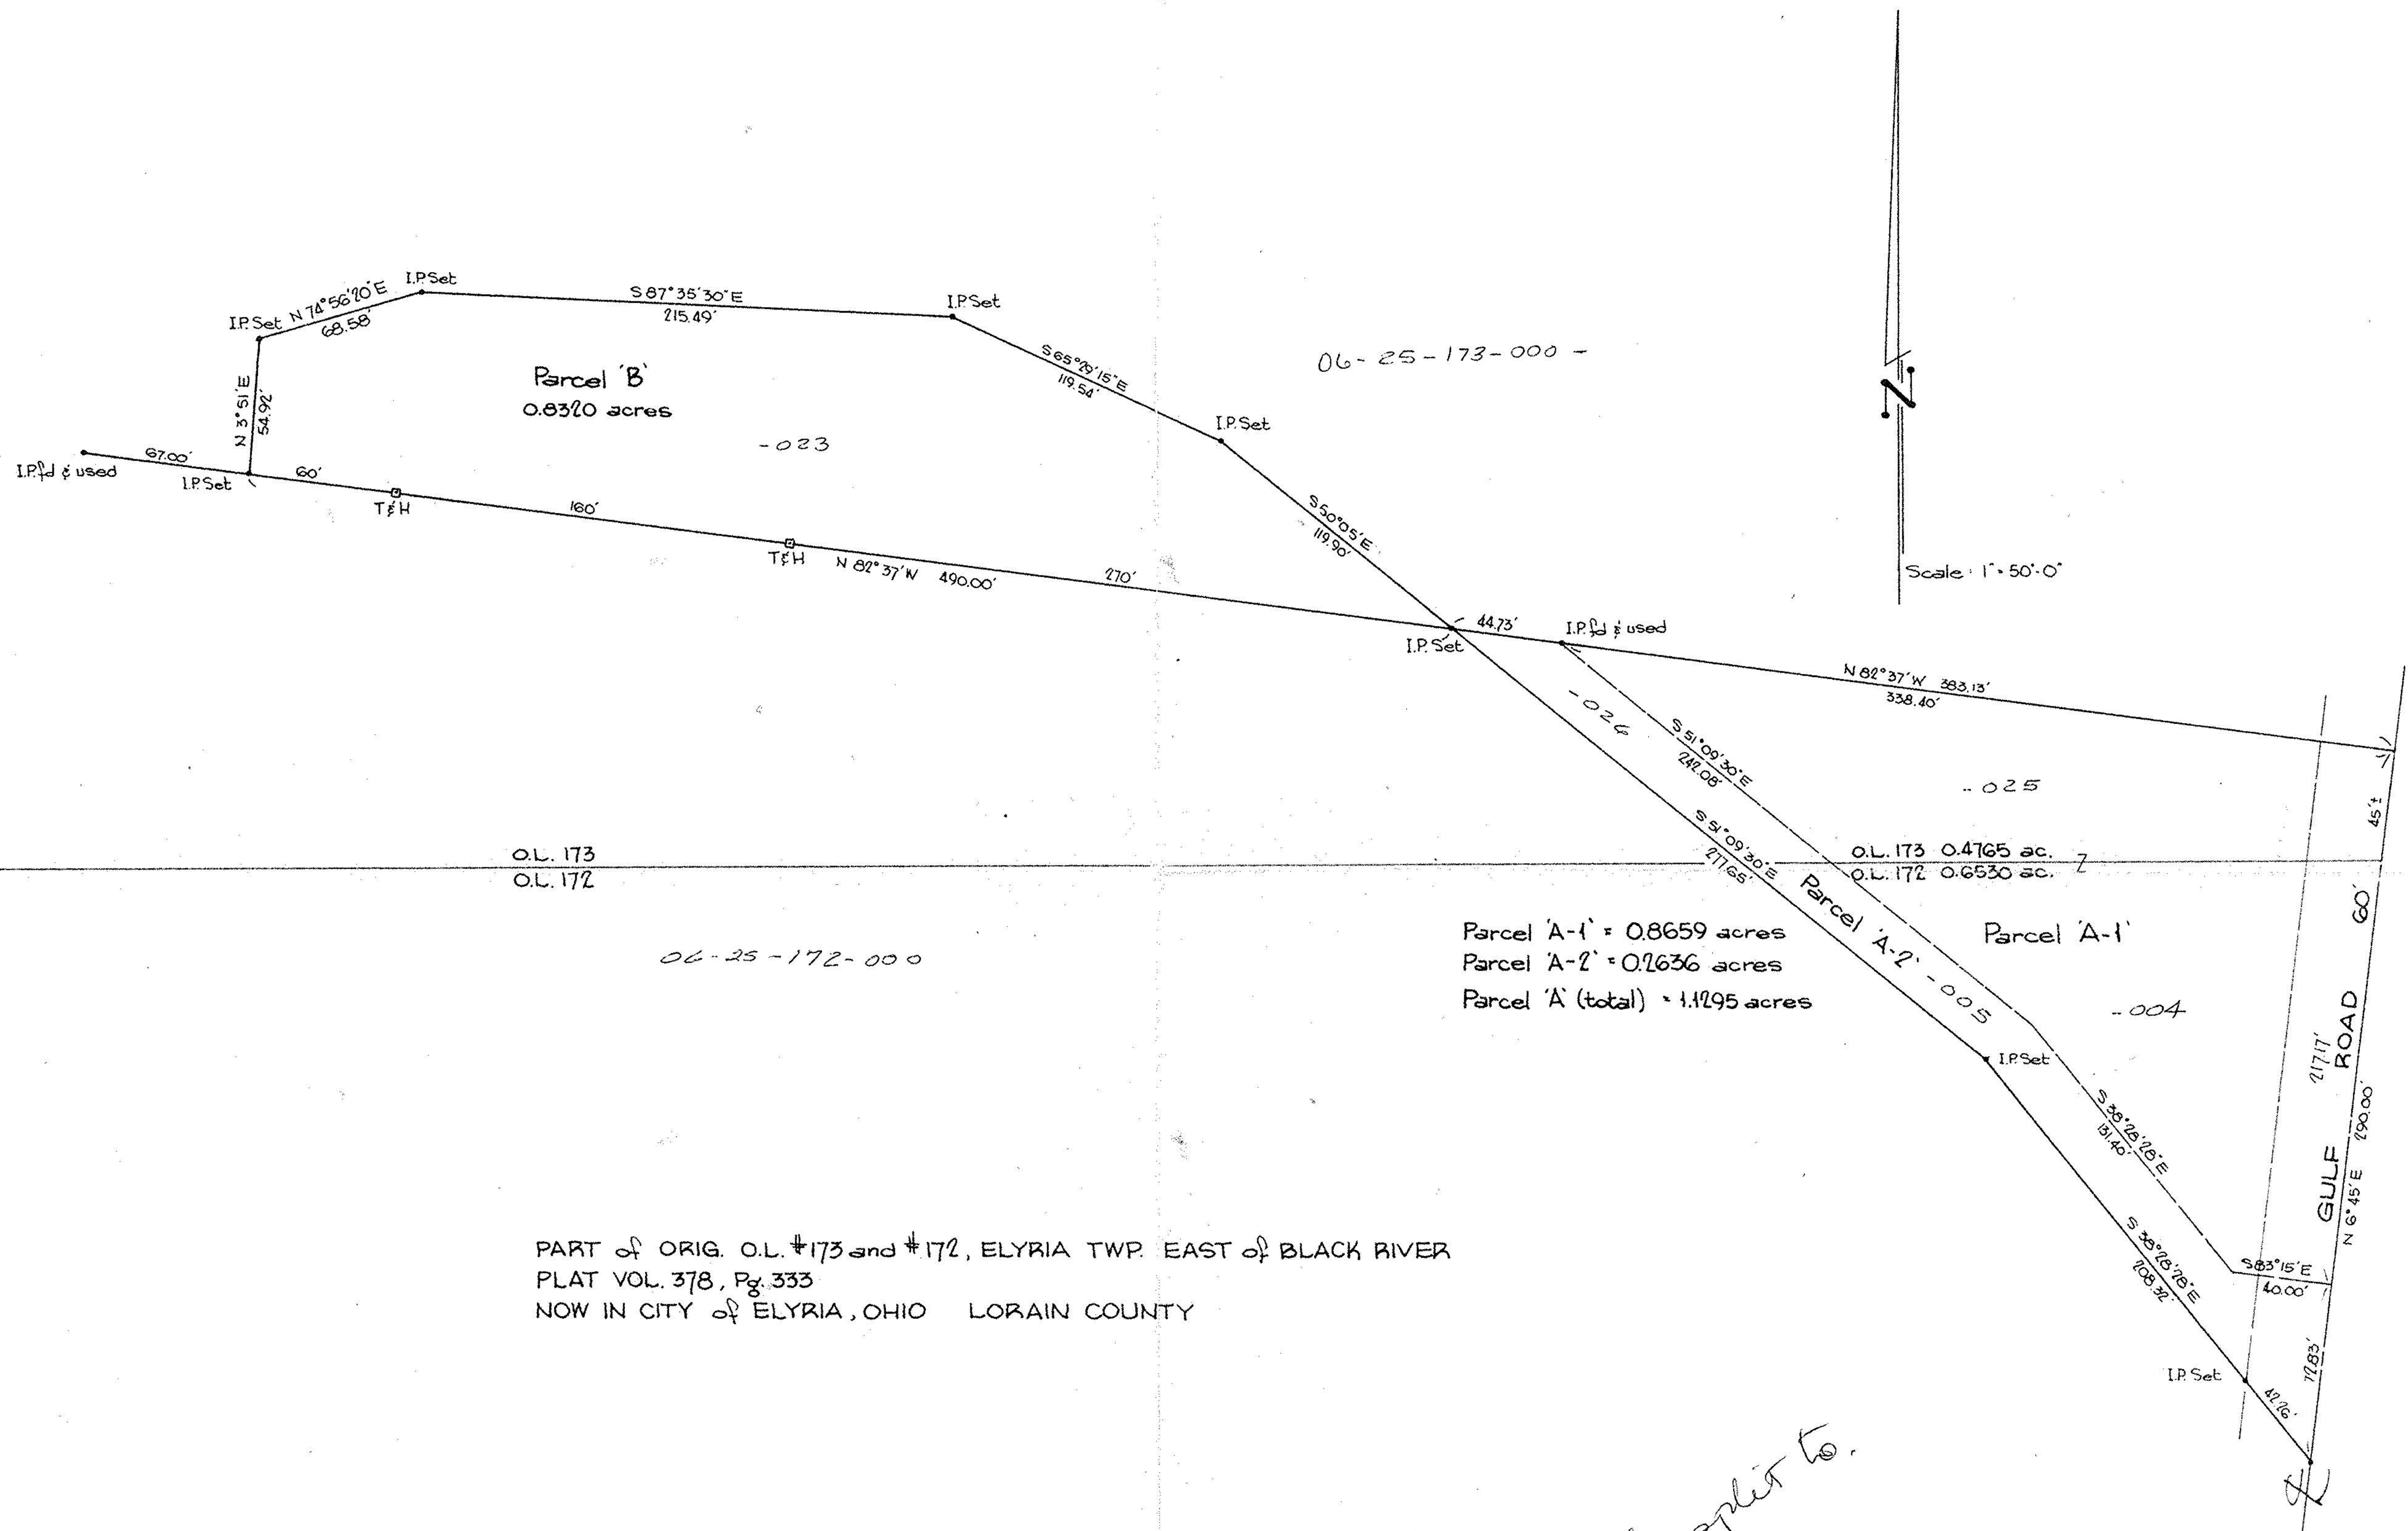 I.P. Set
N 74°56'20"E
68.58'
I.P. Set
S 87°35'30"E
215.49'
I.P. Set
S 65°29'15"E
119.54'
I.P. Set
06-25-173-000-
N
Scale : 1" = 50'-0"
N 3°51'E
54.92'
Parcel 'B'
0.8320 acres
-023
I.P. fd & used
67.00'
I.P. Set
60'
T&H
160'
T&H
N 82°37'W 490.00'
270'
S 50°05'E
119.90'
I.P. Set
44.73'
I.P. fd & used
N 82°37'W 383.13'
338.40'
-026
S 51°09'30"E
242.08'
-025
45'±
S 51°09'30"E
277.65'
O.L. 173
O.L. 172
O.L. 173 0.4765 ac.
O.L. 172 0.6530 ac.
06-25-172-000
Parcel 'A-1' = 0.8659 acres
Parcel 'A-2' = 0.2636 acres
Parcel 'A' (total) = 1.1295 acres
Parcel 'A-2' -005
Parcel 'A-1'
-004
I.P. Set
S 38°28'28"E
131.40'
S 38°28'28"E
208.32'
217.17'
GULF ROAD 60'
N 6°45'E 290.00'
S 83°15'E
40.00'
72.83'
I.P. Set
42.26'
PART of ORIG. O.L. #173 and #172, ELYRIA TWP. EAST of BLACK RIVER
PLAT VOL. 378, Pg. 333
NOW IN CITY of ELYRIA, OHIO LORAIN COUNTY
split to.